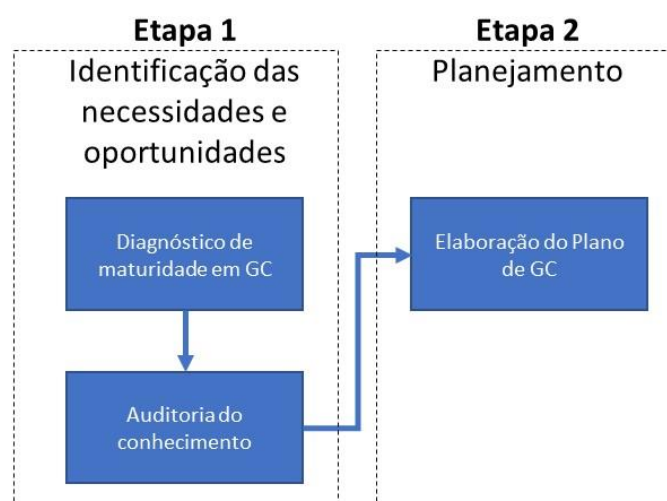 Etapa 1
Identificação das
necessidades e
oportunidades
Diagnóstico de
maturidade em GC
Auditoria do
conhecimento
Etapa 2
Planejamento
Elaboração do Plano
de GC